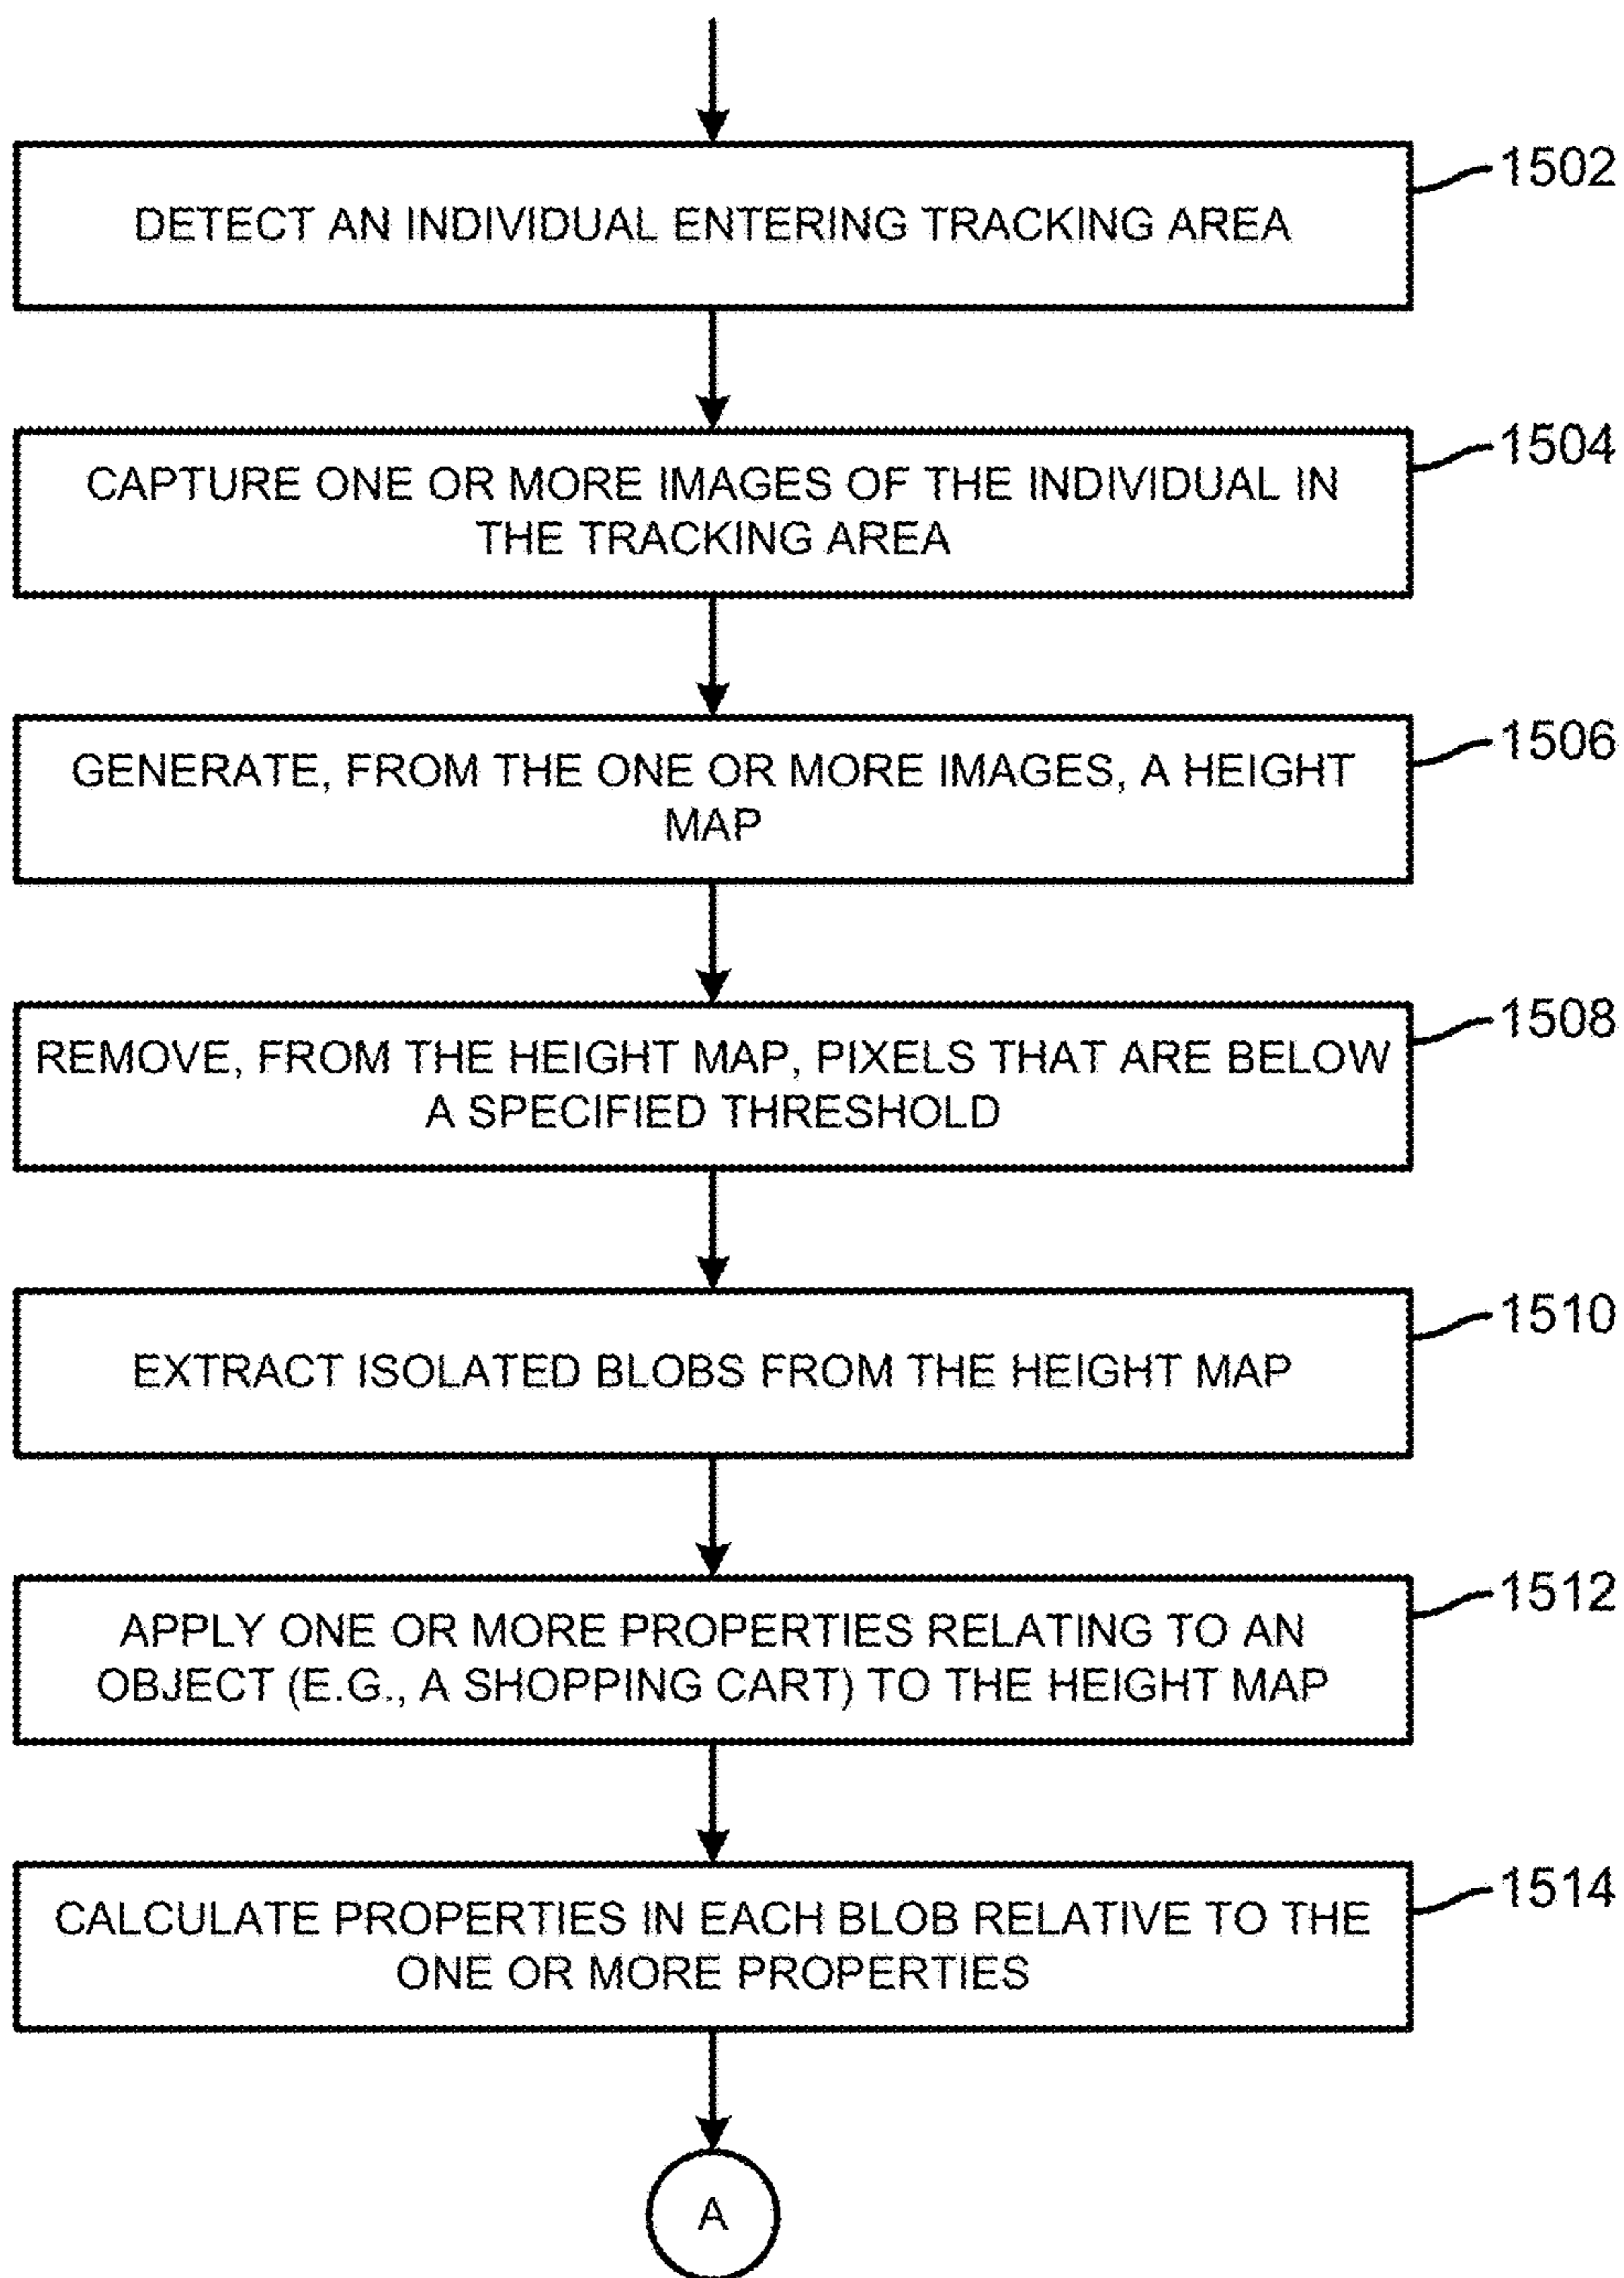 1502
DETECT AN INDIVIDUAL ENTERING TRACKING AREA
1504
CAPTURE ONE OR MORE IMAGES OF THE INDIVIDUAL IN
THE TRACKING AREA
1506
GENERATE, FROM THE ONE OR MORE IMAGES, A HEIGHT
MAP
1508
REMOVE, FROM THE HEIGHT MAP, PIXELS THAT ARE BELOW
A SPECIFIED THRESHOLD
1510
EXTRACT ISOLATED BLOBS FROM THE HEIGHT MAP
1512
APPLY ONE OR MORE PROPERTIES RELATING TO AN
OBJECT (E.G., A SHOPPING CART) TO THE HEIGHT MAP
1514
CALCULATE PROPERTIES IN EACH BLOB RELATIVE TO THE
ONE OR MORE PROPERTIES
A